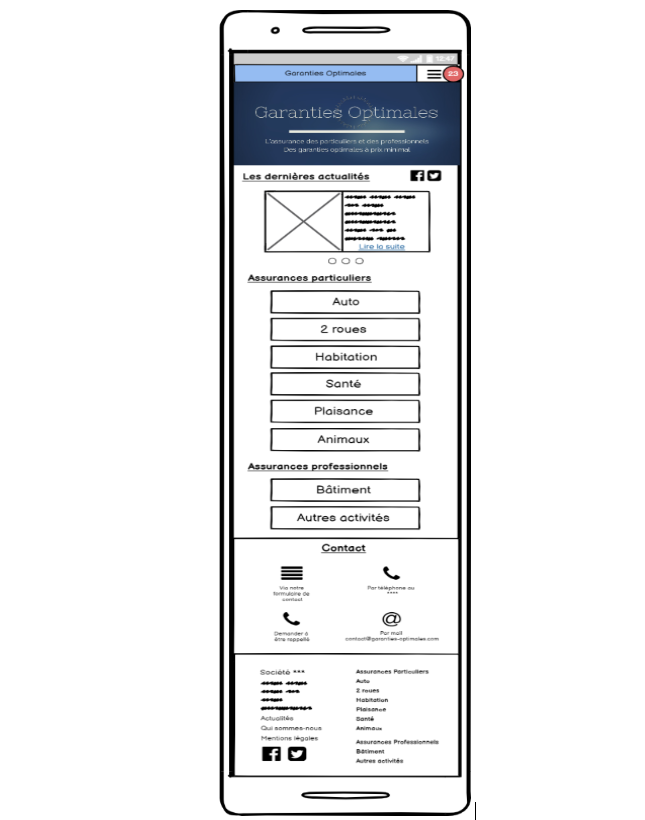 12:47
Garanties Optimales
23
Garanties Optimales
L'assurance des particuliers et des professionnels
Des garanties optimales à prix minimal
Les dernières actualités
Lire la suite
Assurances particuliers
Auto
2 roues
Habitation
Santé
Plaisance
Animaux
Assurances professionnels
Bâtiment
Autres activités
Contact
Via notre
formulaire de
contact
Par téléphone au
****
Demander à
être rappellé
@
Par mail
contact@garanties-optimales.com
Société ***
Actualités
Qui sommes-nous
Mentions légales
Assurances Particuliers
Auto
2 roues
Habitation
Plaisance
Santé
Animaux
Assurances Professionnels
Bâtiment
Autres activités